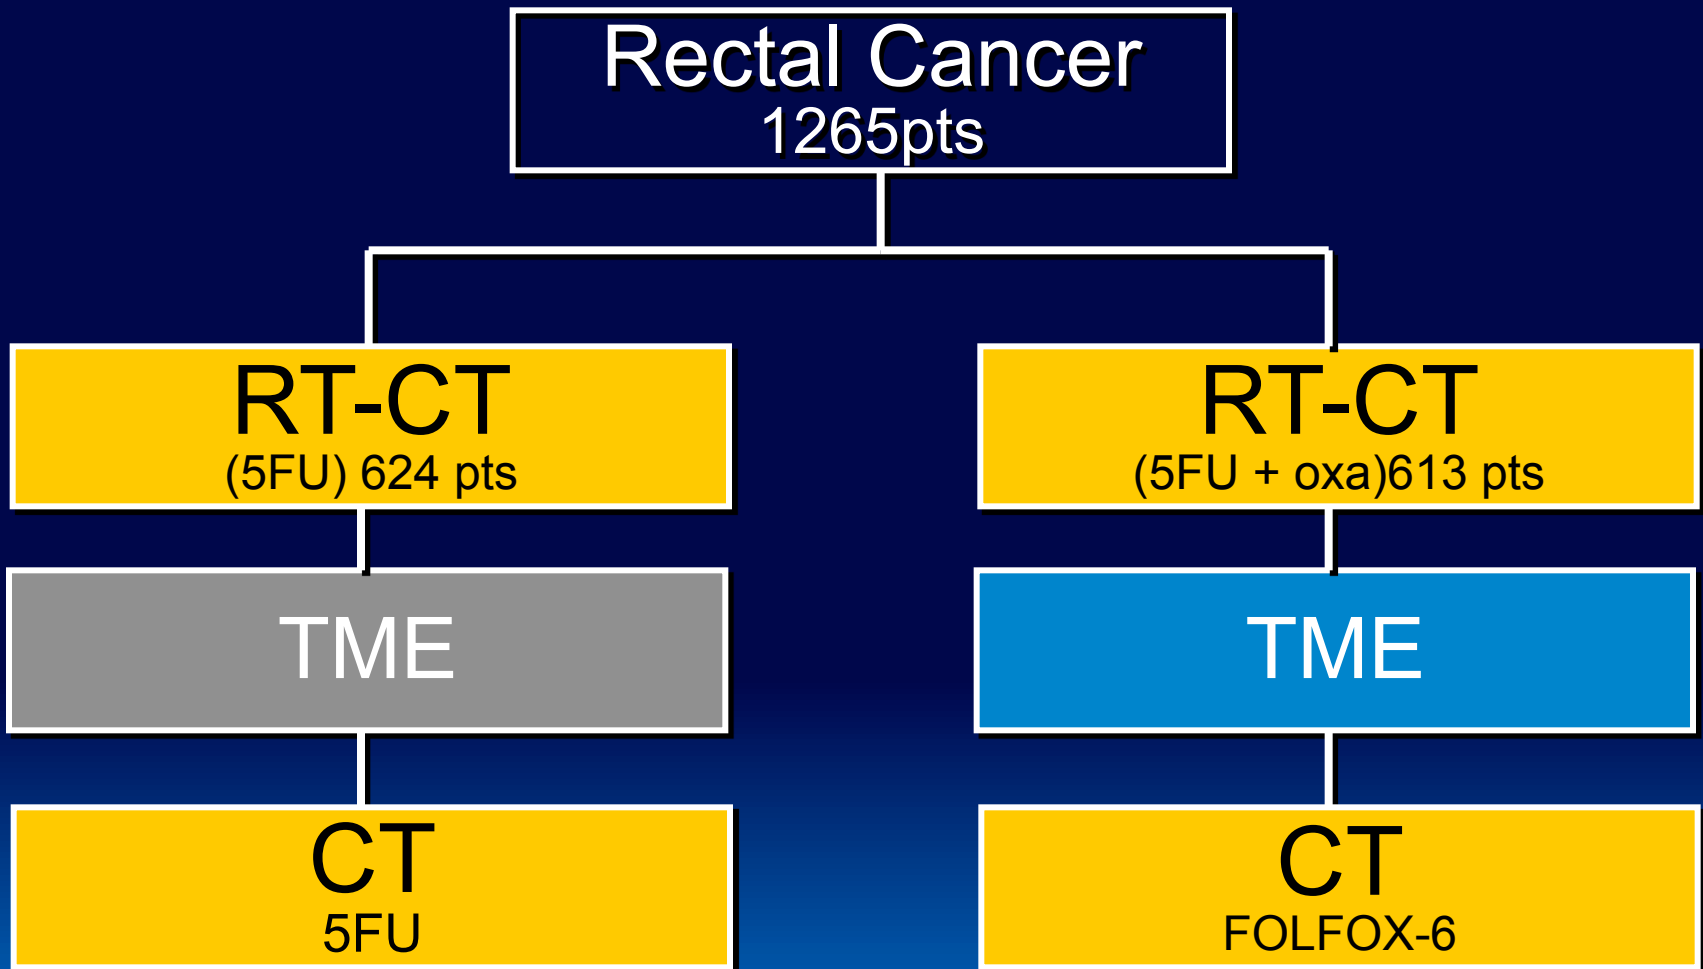 Rectal Cancer
1265pts
RT-CT
(5FU) 624 pts
RT-CT
(5FU + oxa)613 pts
TME
TME
CT
5FU
CT
FOLFOX-6